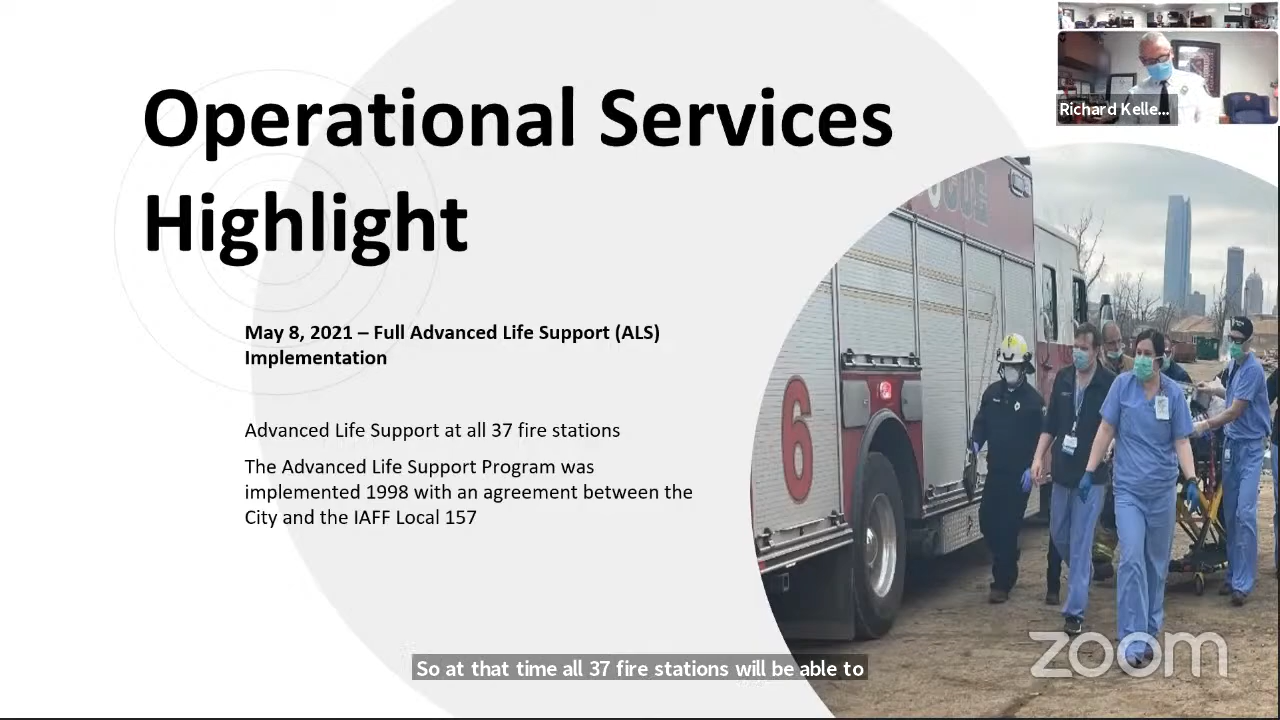 Operational Services
Highlight
May 8, 2021 – Full Advanced Life Support (ALS)
Implementation
Advanced Life Support at all 37 fire stations
The Advanced Life Support Program was
implemented 1998 with an agreement between the
City and the IAFF Local 157
Richard Kelle...
6
zoom
So at that time all 37 fire stations will be able to